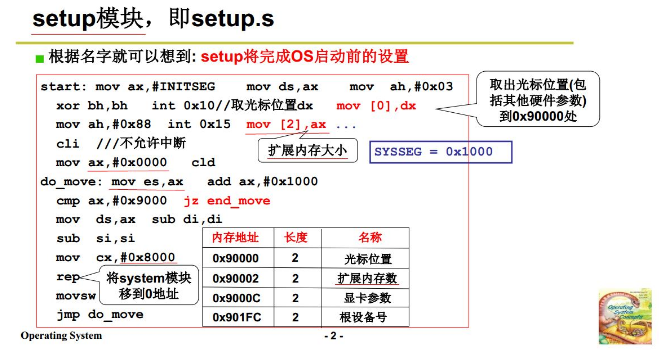 setup模块，即setup.s
根据名字就可以想到: setup将完成OS启动前的设置
start: mov ax,#INITSEG mov ds,ax mov ah,#0x03
xor bh,bh int 0x10//取光标位置dx mov [0],dx
mov ah,#0x88 int 0x15 mov [2],ax ...
cli ///不允许中断
mov ax,#0x0000 cld
do_move: mov es,ax add ax,#0x1000
cmp ax,#0x9000 jz end_move
mov ds,ax sub di,di
sub si,si
mov cx,#0x8000
rep
movsw
jmp do_move
取出光标位置(包
括其他硬件参数)
到0x90000处
扩展内存大小
SYSSEG = 0x1000
将system模块
移到0地址
内存地址 长度 名称
0x90000 2 光标位置
0x90002 2 扩展内存数
0x9000C 2 显卡参数
0x901FC 2 根设备号
Operating System
- 2 -
Operating
System
Concepts